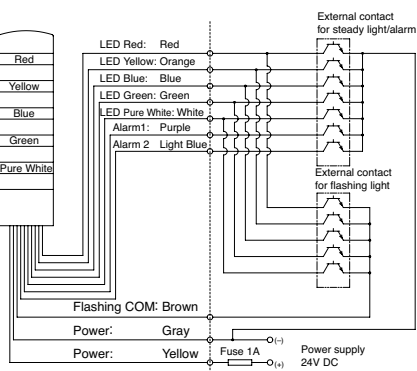 External contact
for steady light/alarm
LED Red: Red
LED Yellow: Orange
LED Blue: Blue
LED Green: Green
LED Pure White: White
Alarm1: Purple
Alarm 2 Light Blue
Red
Yellow
Blue
Green
Pure White
External contact
for flashing light
Flashing COM: Brown
Power: Gray
Power: Yellow
Fuse 1A
(−)
(+)
Power supply
24V DC